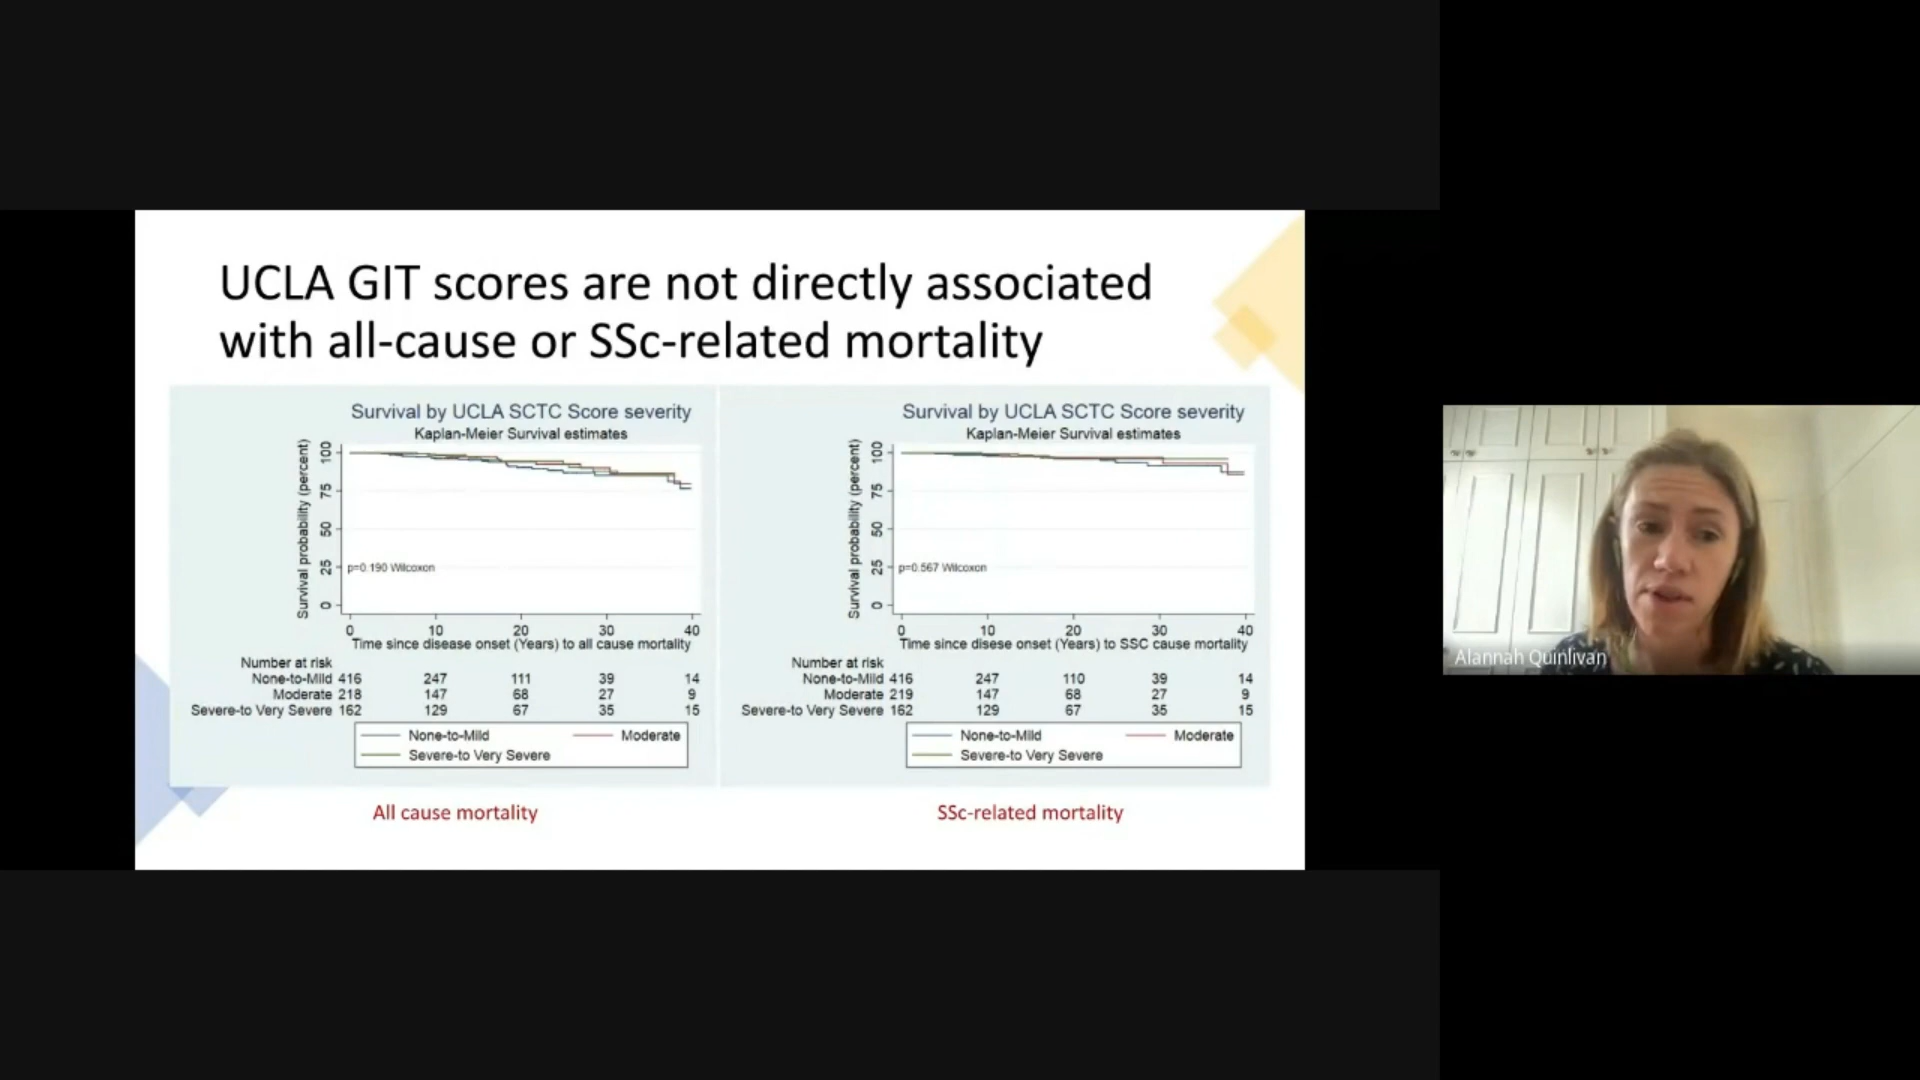 UCLA GIT scores are not directly associated
with all-cause or SSc-related mortality
Survival by UCLA SCTC Score severity
Kaplan-Meier Survival estimates
Survival probability (percent)
100
75
50
25
0
p=0.190 Wilcoxon
0 10 20 30 40
Time since disease onset (Years) to all cause mortality
Number at risk
None-to-Mild 416 247 111 39 14
Moderate 218 147 68 27 9
Severe-to Very Severe 162 129 67 35 15
None-to-Mild Moderate
Severe-to Very Severe
All cause mortality
Survival by UCLA SCTC Score severity
Kaplan-Meier Survival estimates
Survival probability (percent)
100
75
50
25
0
p=0.567 Wilcoxon
0 10 20 30 40
Time since disese onset (Years) to SSC cause mortality
Number at risk
None-to-Mild 416 247 110 39 14
Moderate 219 147 68 27 9
Severe-to Very Severe 162 129 67 35 15
None-to-Mild Moderate
Severe-to Very Severe
SSc-related mortality
Alannah Quinlivan